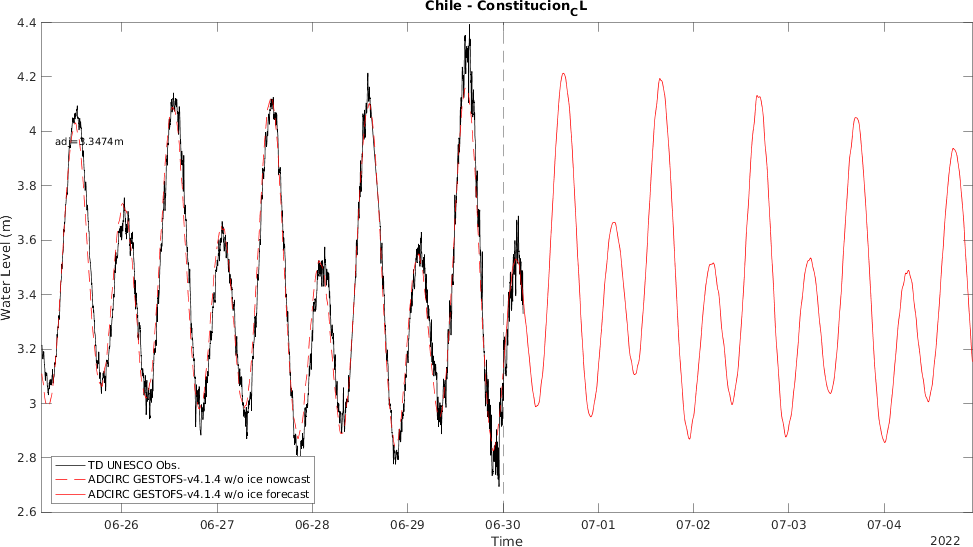 Chile - Constitucion_CL
4.4
4.2
4
3.8
3.6
3.4
3.2
3
2.8
2.6
Water Level (m)
adj=3.3474m
TD UNESCO Obs.
ADCIRC GESTOFS-v4.1.4 w/o ice nowcast
ADCIRC GESTOFS-v4.1.4 w/o ice forecast
06-26 06-27 06-28 06-29 06-30 07-01 07-02 07-03 07-04
Time
2022